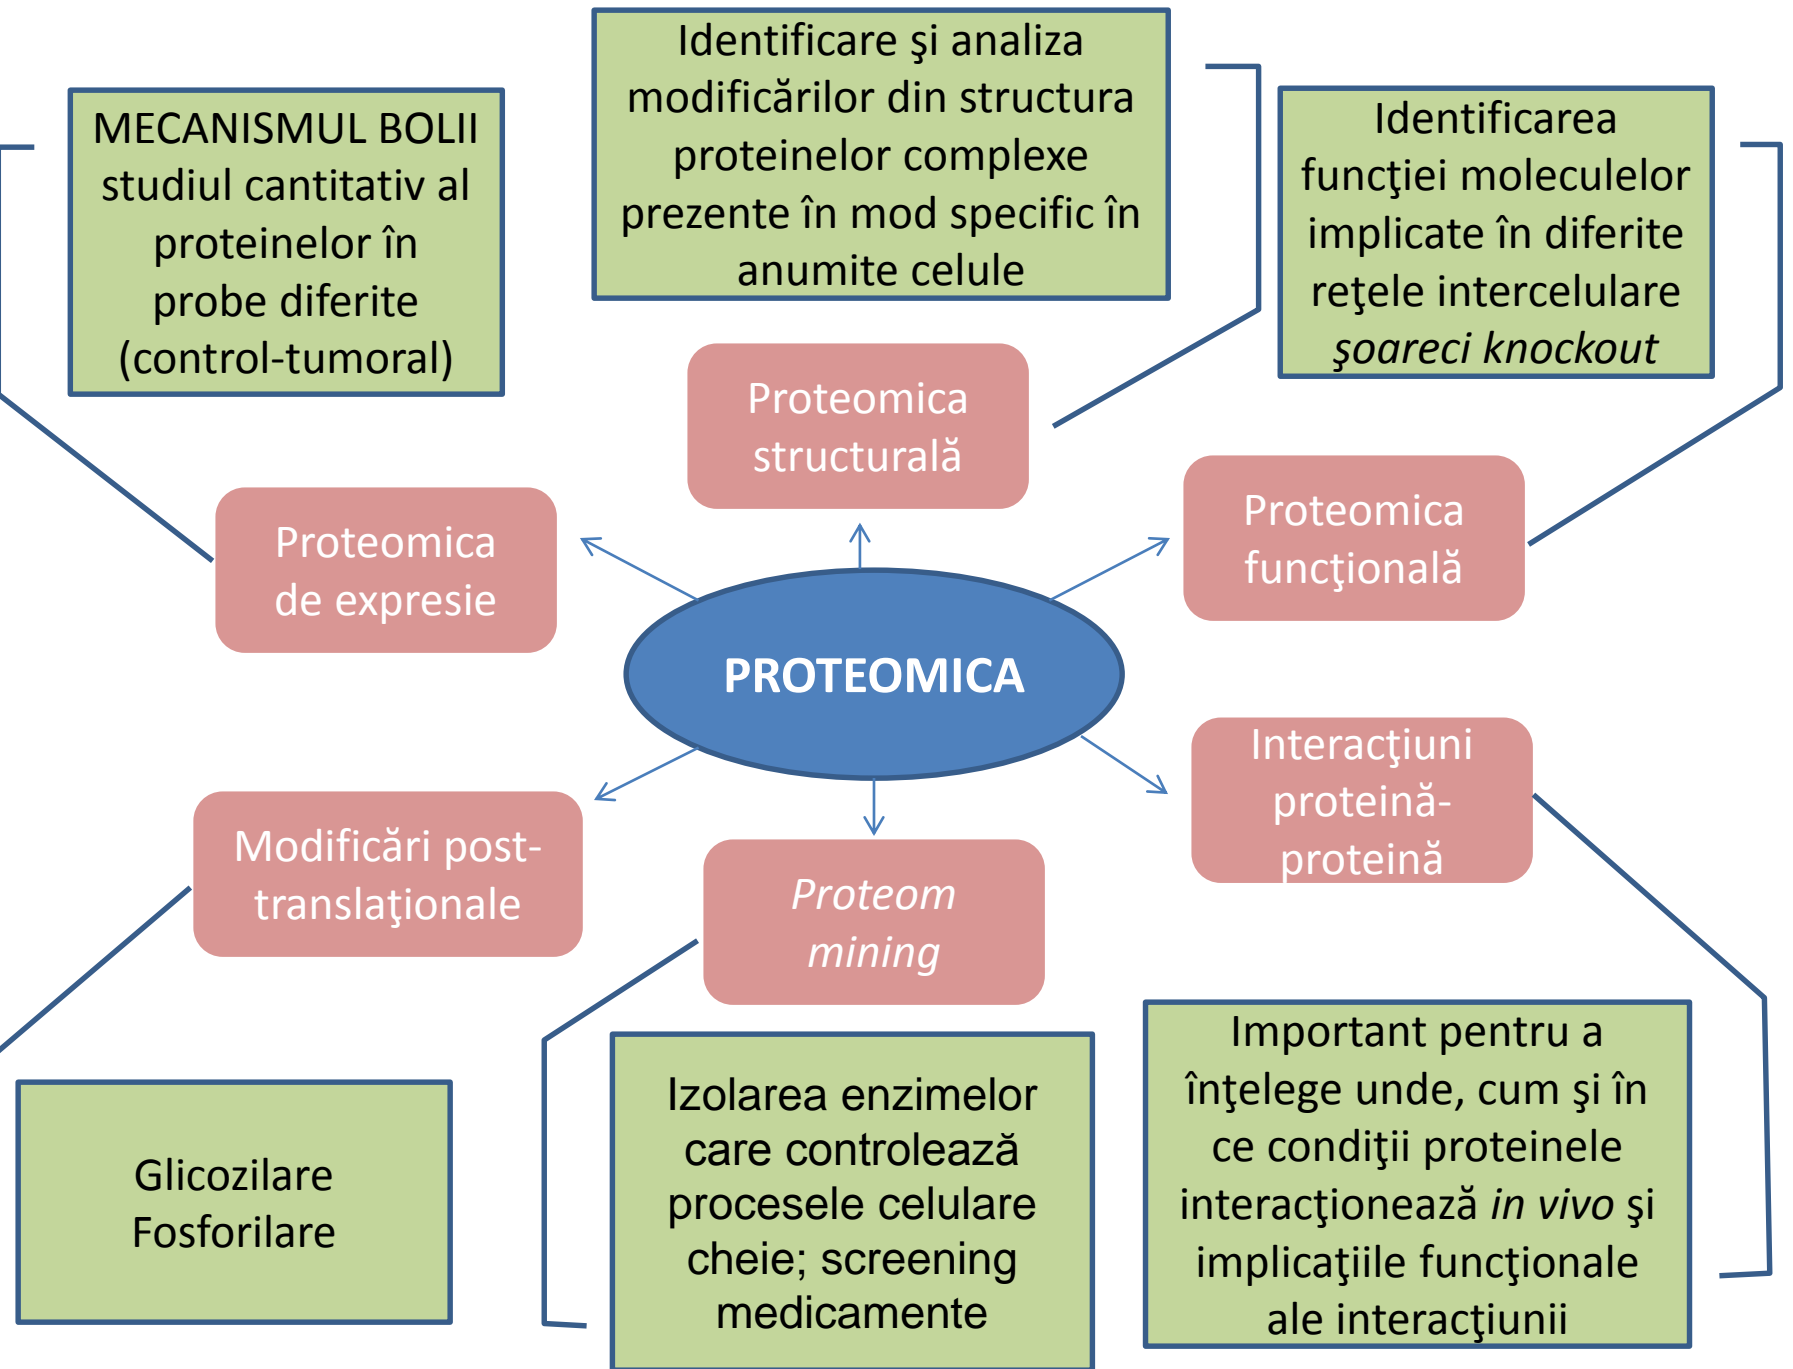 Identificare şi analiza
modificărilor din structura
proteinelor complexe
prezente în mod specific în
anumite celule
MECANISMUL BOLII
studiul cantitativ al
proteinelor în
probe diferite
(control-tumoral)
Identificarea
funcţiei moleculelor
implicate în diferite
reţele intercelulare
şoareci knockout
Proteomica
structurală
Proteomica
de expresie
Proteomica
funcţională
PROTEOMICA
Interacţiuni
proteină-
proteină
Modificări post-
translaţionale
Proteom
mining
Glicozilare
Fosforilare
Izolarea enzimelor
care controlează
procesele celulare
cheie; screening
medicamente
Important pentru a
înţelege unde, cum şi în
ce condiţii proteinele
interacţionează in vivo şi
implicaţiile funcţionale
ale interacţiunii